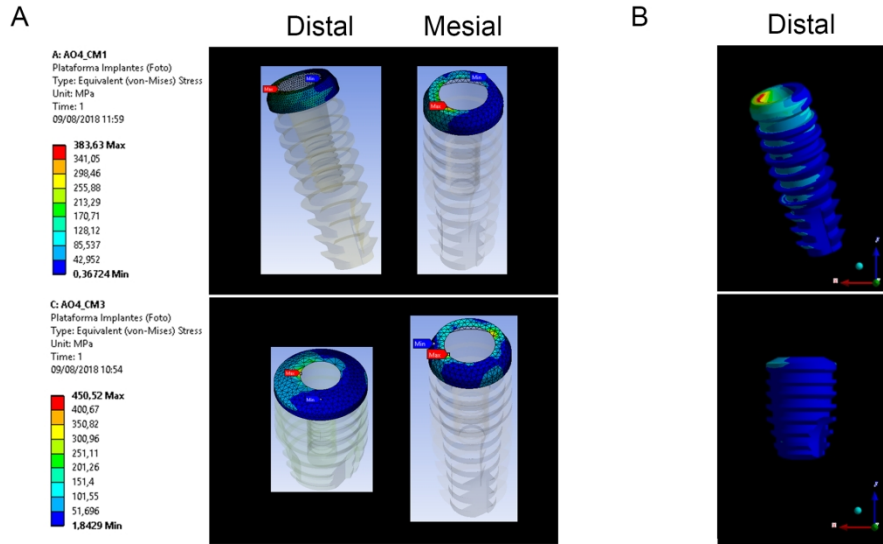 A
Distal
Mesial
B
Distal
A: AO4_CM1
Plataforma Implantes (Foto)
Type: Equivalent (von-Mises) Stress
Unit: MPa
Time: 1
09/08/2018 11:59
383,63 Max
341,05
298,46
255,88
213,29
170,71
128,12
85,537
42,952
0,36724 Min
Min
Max
Min
Max
C: AO4_CM3
Plataforma Implantes (Foto)
Type: Equivalent (von-Mises) Stress
Unit: MPa
Time: 1
09/08/2018 10:54
450,52 Max
400,67
350,82
300,96
251,11
201,26
151,4
101,55
51,696
1,8429 Min
Max
Min
Min
Max